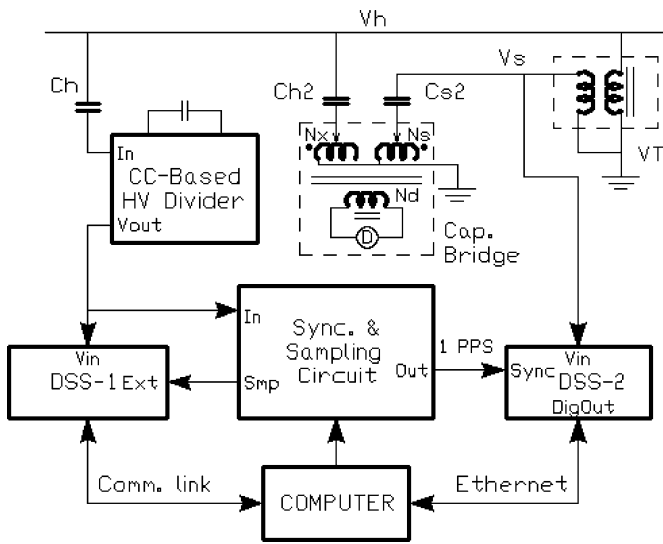 Vh
Ch
Ch2
Cs2
Vs
VT
In
CC-Based
HV Divider
Vout
Nx
Ns
Nd
D
Cap.
Bridge
In
Sync. &
Sampling
Circuit
Smp
Out
1 PPS
Vin
DSS-1 Ext
Vin
Sync DSS-2
DigOut
Comm. link
COMPUTER
Ethernet